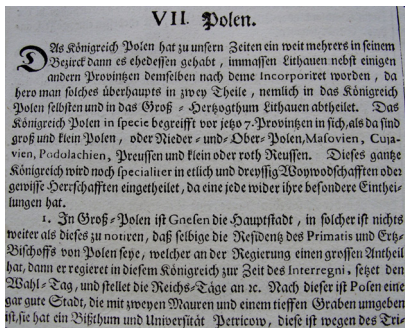 VII. Polen.
DAs Königreich Polen hat zu unsern Zeiten ein weit mehrers in seinem
Bezirck dann es ehedessen gehabt, immassen Lithauen nebst einigen
andern Provintzen demselben nach deme Incorporiret worden, da
hero man solches überhaupts in zwey Theile, nemlich in das Königreich
Polen selbsten und in das Groß-Hertzogthum Lithauen abtheilet. Das
Königreich Polen in specie begreifft vor jetzo 7. Provintzen in sich, als da sind
groß und klein Polen, oder Nieder- und-Ober-Polen, Masovien, Cuja-
vien, Podolachien, Preussen und klein oder roth Reussen. Dieses gantze
Königreich wird noch specialiter in etlich und dreyssig Woywodschafften oder
gewisse Herrschafften eingetheilet, da eine jede wider ihre besondere Einthei-
lungen hat.
1. In Groß-Polen ist Gnesen die Hauptstadt, in solcher ist nichts
weiter als dieses zu notiren, daß selbige die Residentz des Primatis und Ertz-
Bischoffs von Polen seye, welcher an der Regierung einen grossen Antheil
hat, dann er regieret in diesem Königreich zur Zeit des Interregni, setzet den
Wahl-Tag, und stellet die Reichs-Täge an ꝛc. Nach dieser ist Polen eine
gar gute Stadt, die mit zweyen Mauren und einem tieffen Graben umgeben
ist, sie hat ein Bißthum und Universität Petricow, diese ist wegen des Tri-